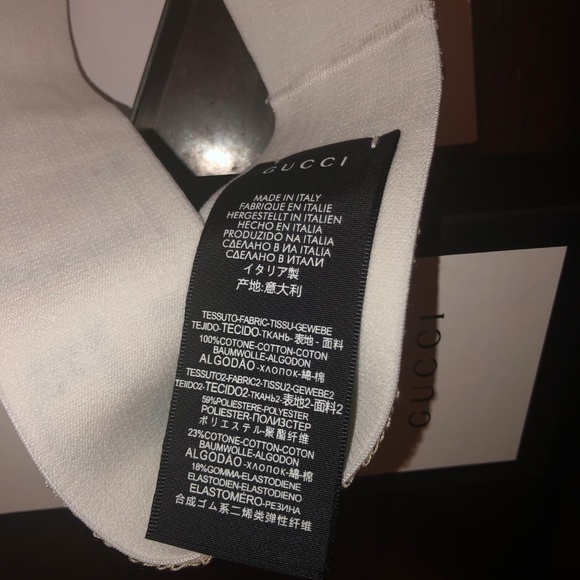 GUCCI
MADE IN ITALY
FABRIQUE EN ITALIE
HERGESTELLT IN ITALIEN
HECHO EN ITALIA
PRODUZIDO NA ITALIA
СДЕЛАНО В ИТАЛИИ
イタリア製
产地:意大利
TESSUTO-FABRIC-TISSU-GEWEBE
TEJIDO-TECIDO-ТКАНЬ-表地-面料
100%COTONE-COTTON-COTON
BAUMWOLLE-ALGODON
ALGODÃO-ХЛОПОК-綿-棉
TESSUTO2-FABRIC2-TISSU2-GEWEBE2
TEJIDO2-TECIDO2-ТКАНЬ2-表地2-面料2
59%POLIESTERE-POLYESTER
POLIESTER-ПОЛИЭСТЕР
ポリエステル-聚酯纤维
23%COTONE-COTTON-COTON
BAUMWOLLE-ALGODON
ALGODÃO-ХЛОПОК-綿-棉
18%GOMMA-ELASTODIENE
ELASTODIEN-ELASTODIENO
ELASTÓMERO-РЕЗИНА
合成ゴム系二烯类弹性纤维
GUCCI